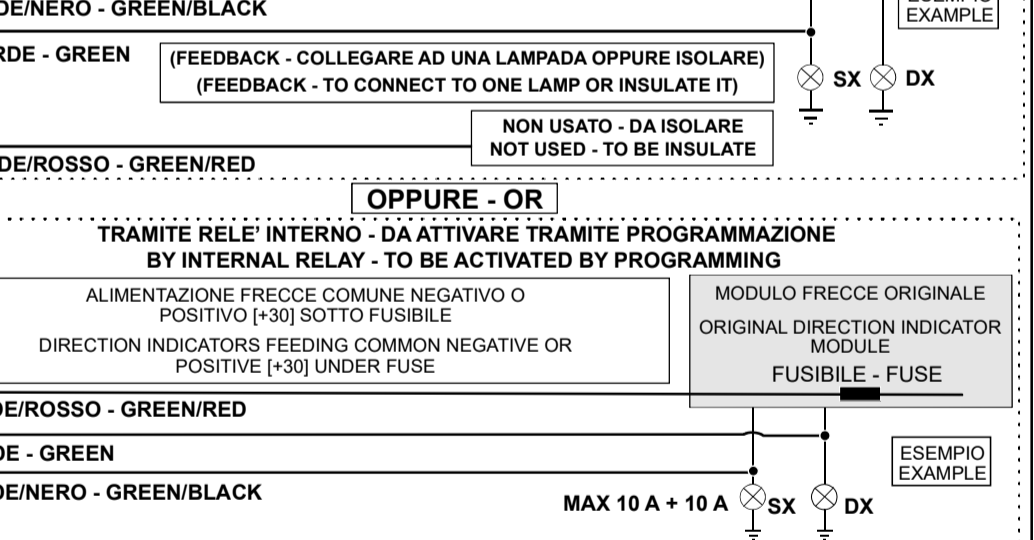 DE/NERO - GREEN/BLACK
EXAMPLE
RDE - GREEN
(FEEDBACK - COLLEGARE AD UNA LAMPADA OPPURE ISOLARE)
(FEEDBACK - TO CONNECT TO ONE LAMP OR INSULATE IT)
SX
DX
NON USATO - DA ISOLARE
NOT USED - TO BE INSULATE
DE/ROSSO - GREEN/RED
OPPURE - OR
TRAMITE RELE' INTERNO - DA ATTIVARE TRAMITE PROGRAMMAZIONE
BY INTERNAL RELAY - TO BE ACTIVATED BY PROGRAMMING
ALIMENTAZIONE FRECCE COMUNE NEGATIVO O
POSITIVO [+30] SOTTO FUSIBILE
DIRECTION INDICATORS FEEDING COMMON NEGATIVE OR
POSITIVE [+30] UNDER FUSE
MODULO FRECCE ORIGINALE
ORIGINAL DIRECTION INDICATOR
MODULE
FUSIBILE - FUSE
DE/ROSSO - GREEN/RED
DE - GREEN
ESEMPIO
EXAMPLE
DE/NERO - GREEN/BLACK
MAX 10 A + 10 A
SX
DX